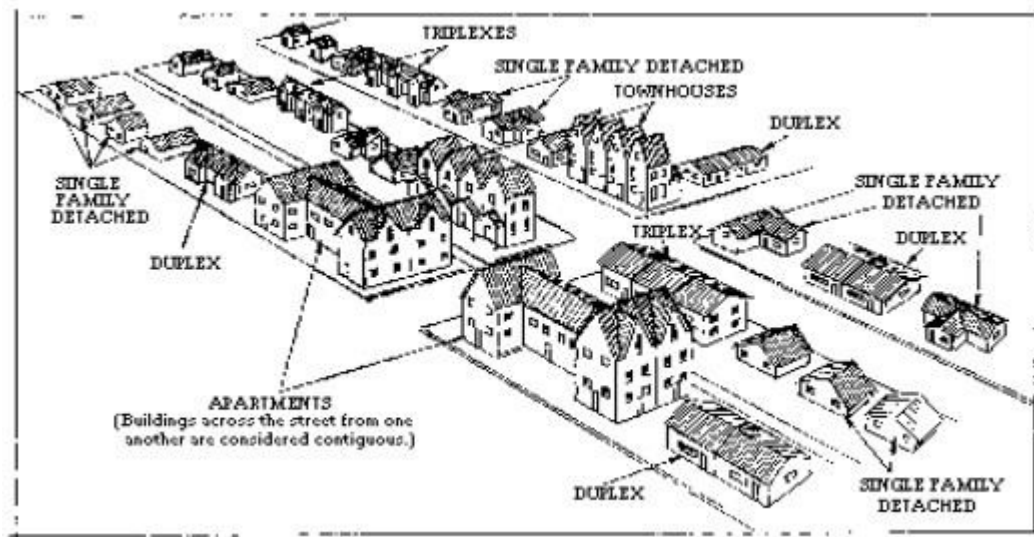 TRIPLEXES
SINGLE FAMILY DETACHED
TOWNHOUSES
DUPLEX
SINGLE
FAMILY
DETACHED
SINGLE FAMILY
DETACHED
DUPLEX
TRIPLEX
DUPLEX
APARTMENTS
(Buildings across the street from one
another are considered contiguous.)
DUPLEX
SINGLE FAMILY
DETACHED